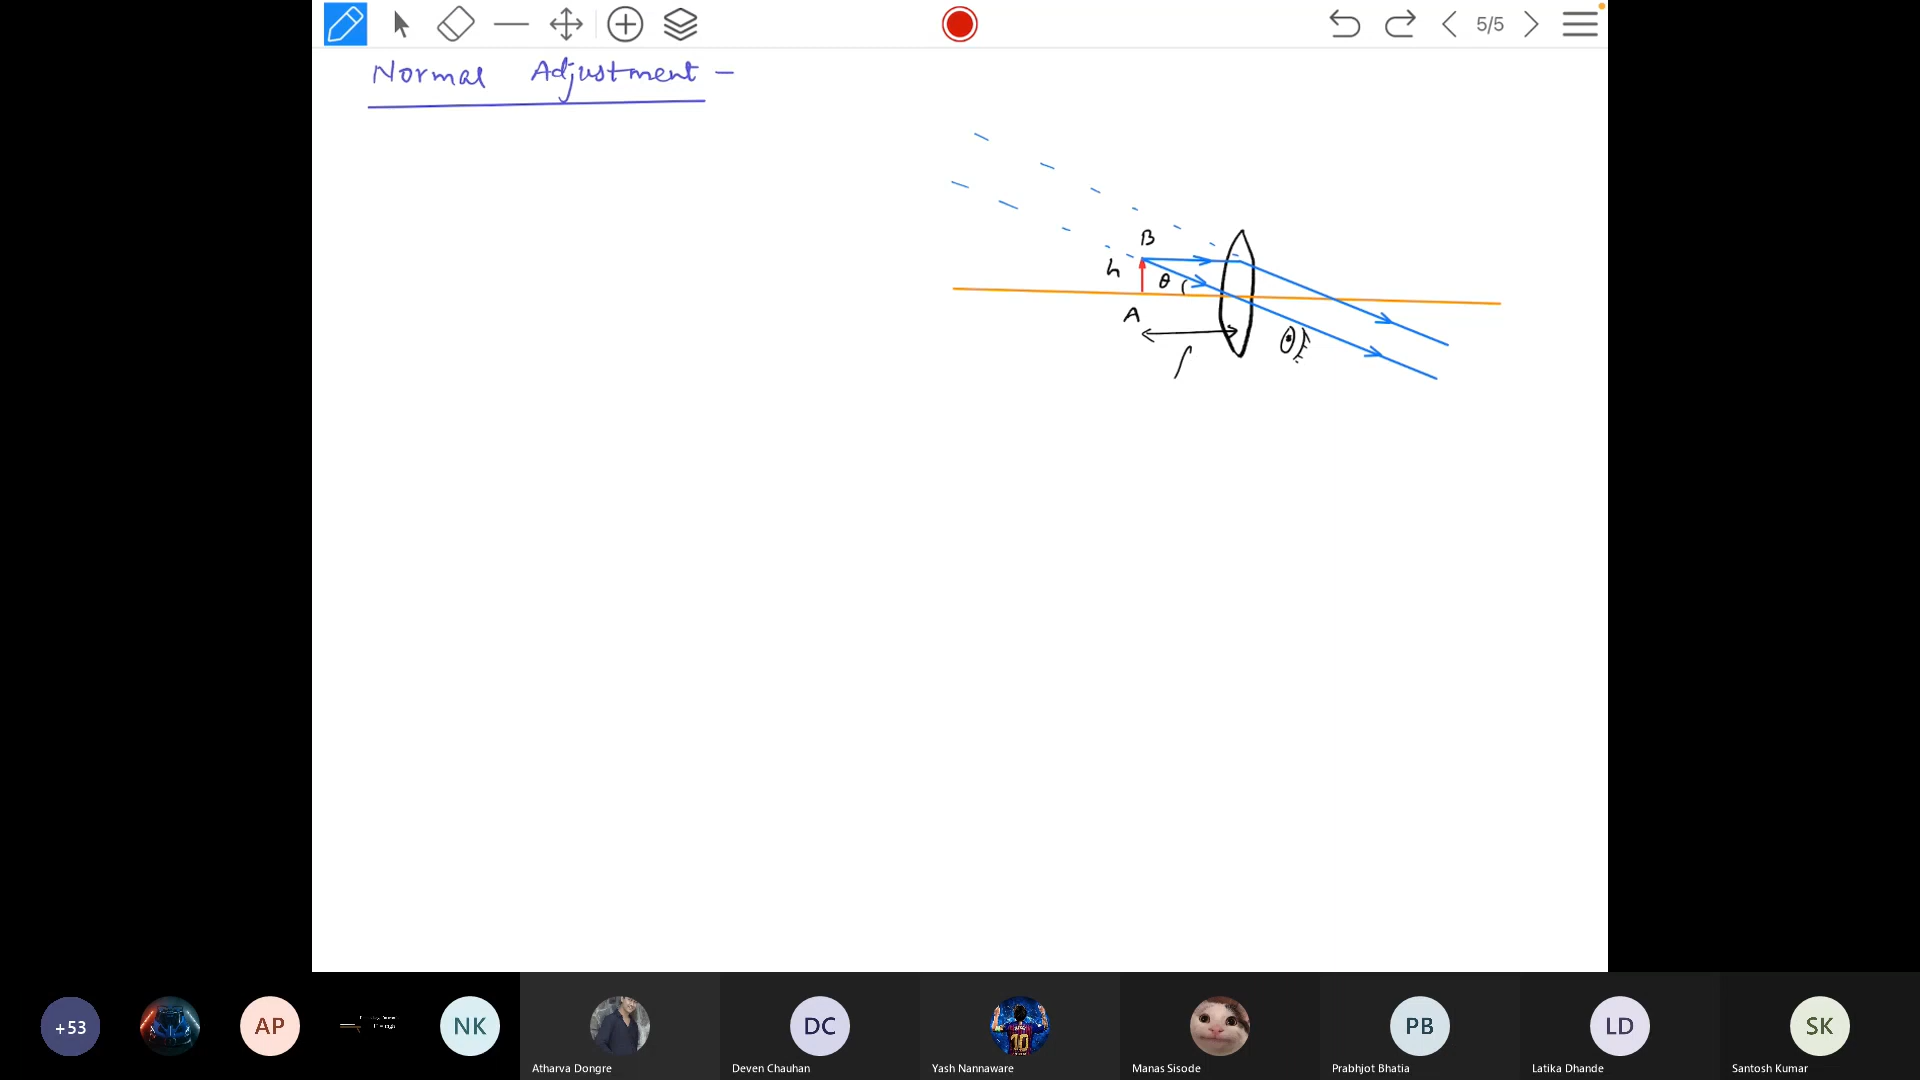 5/5
Normal Adjustment –
B
h
θ
A
f
+53
AP
NK
DC
10
PB
LD
SK
Atharva Dongre
Deven Chauhan
Yash Nannaware
Manas Sisode
Prabhjot Bhatia
Latika Dhande
Santosh Kumar